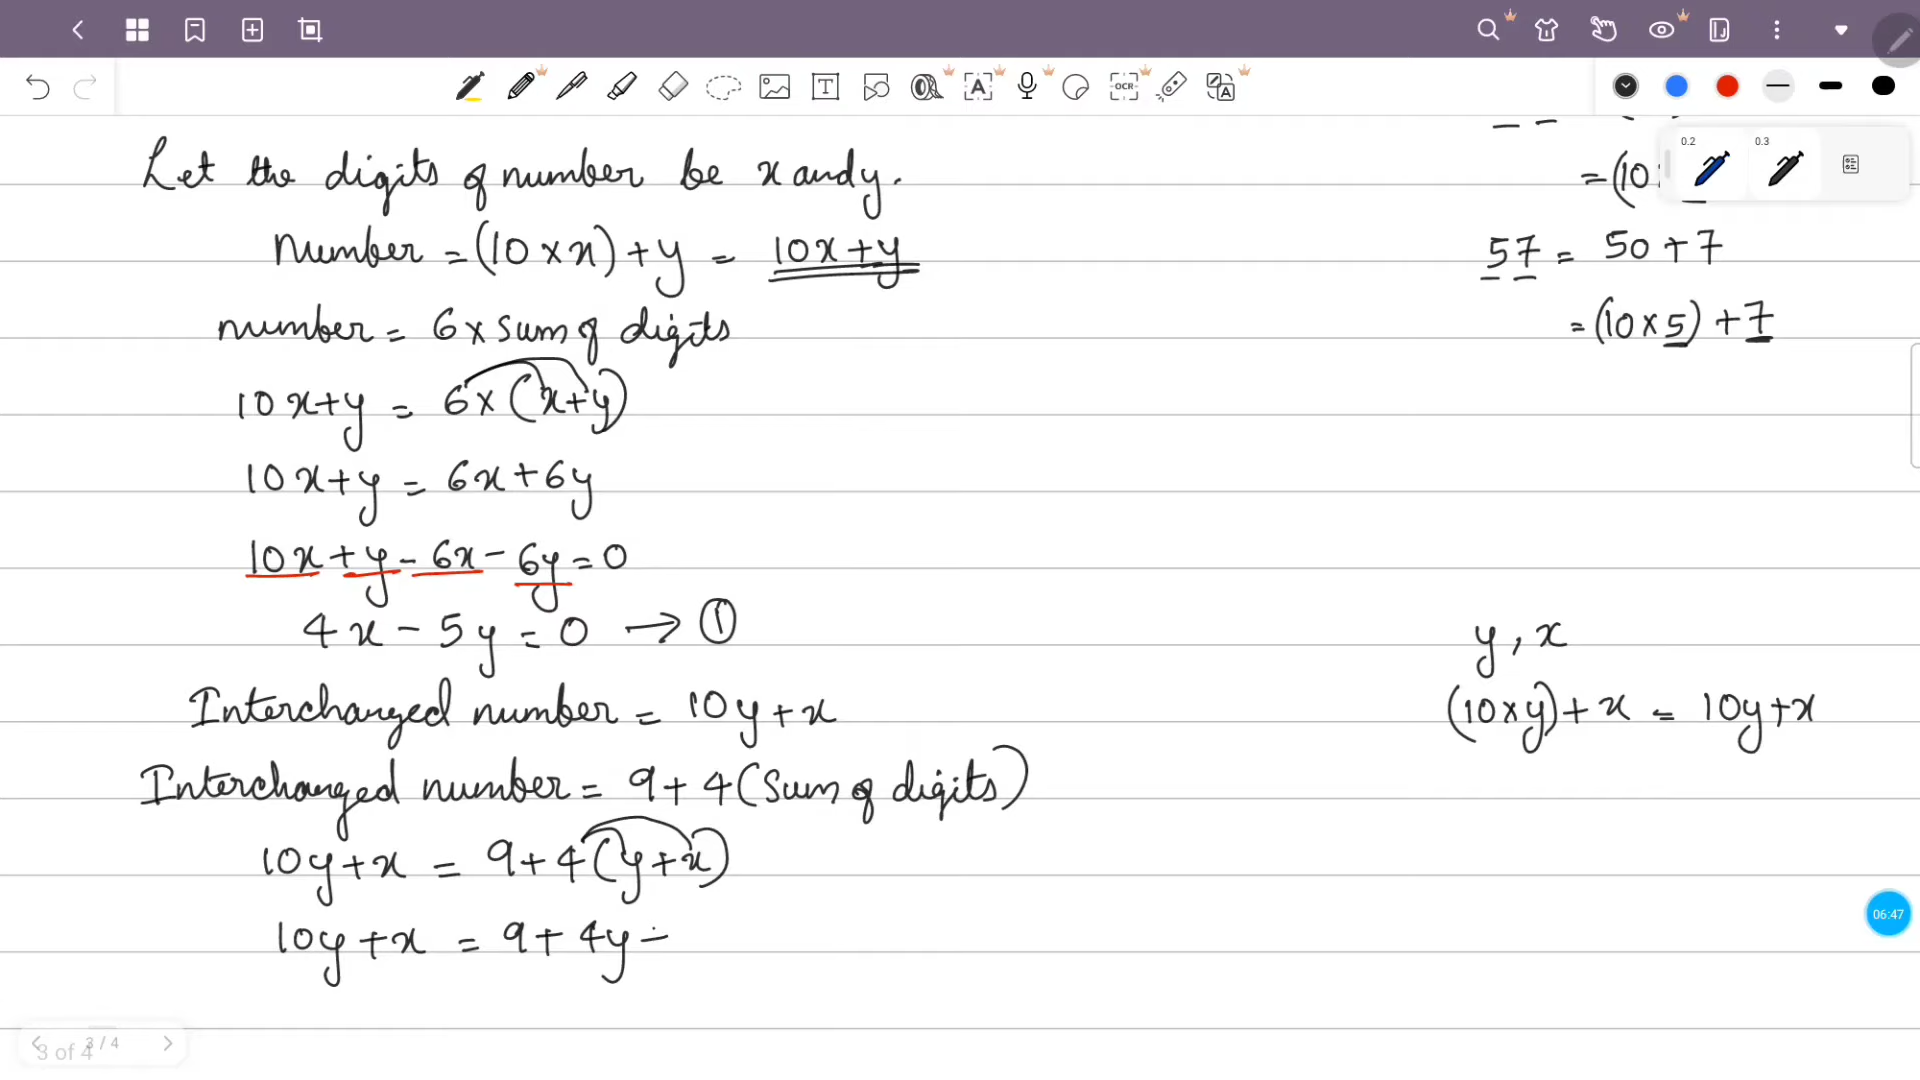 Let the digits of number be x and y.
Number = (10 × x) + y = 10x + y
number = 6 × sum of digits
10x + y = 6 × (x + y)
10x + y = 6x + 6y
10x + y - 6x - 6y = 0
4x - 5y = 0 → ①
Interchanged number = 10y + x
Interchanged number = 9 + 4 (Sum of digits)
10y + x = 9 + 4 (y + x)
10y + x = 9 + 4y -
= (10
57 = 50 + 7
= (10 × 5) + 7
y, x
(10 × y) + x = 10y + x
0.2
0.3
OCR
06:47
3 of 4
3 / 4